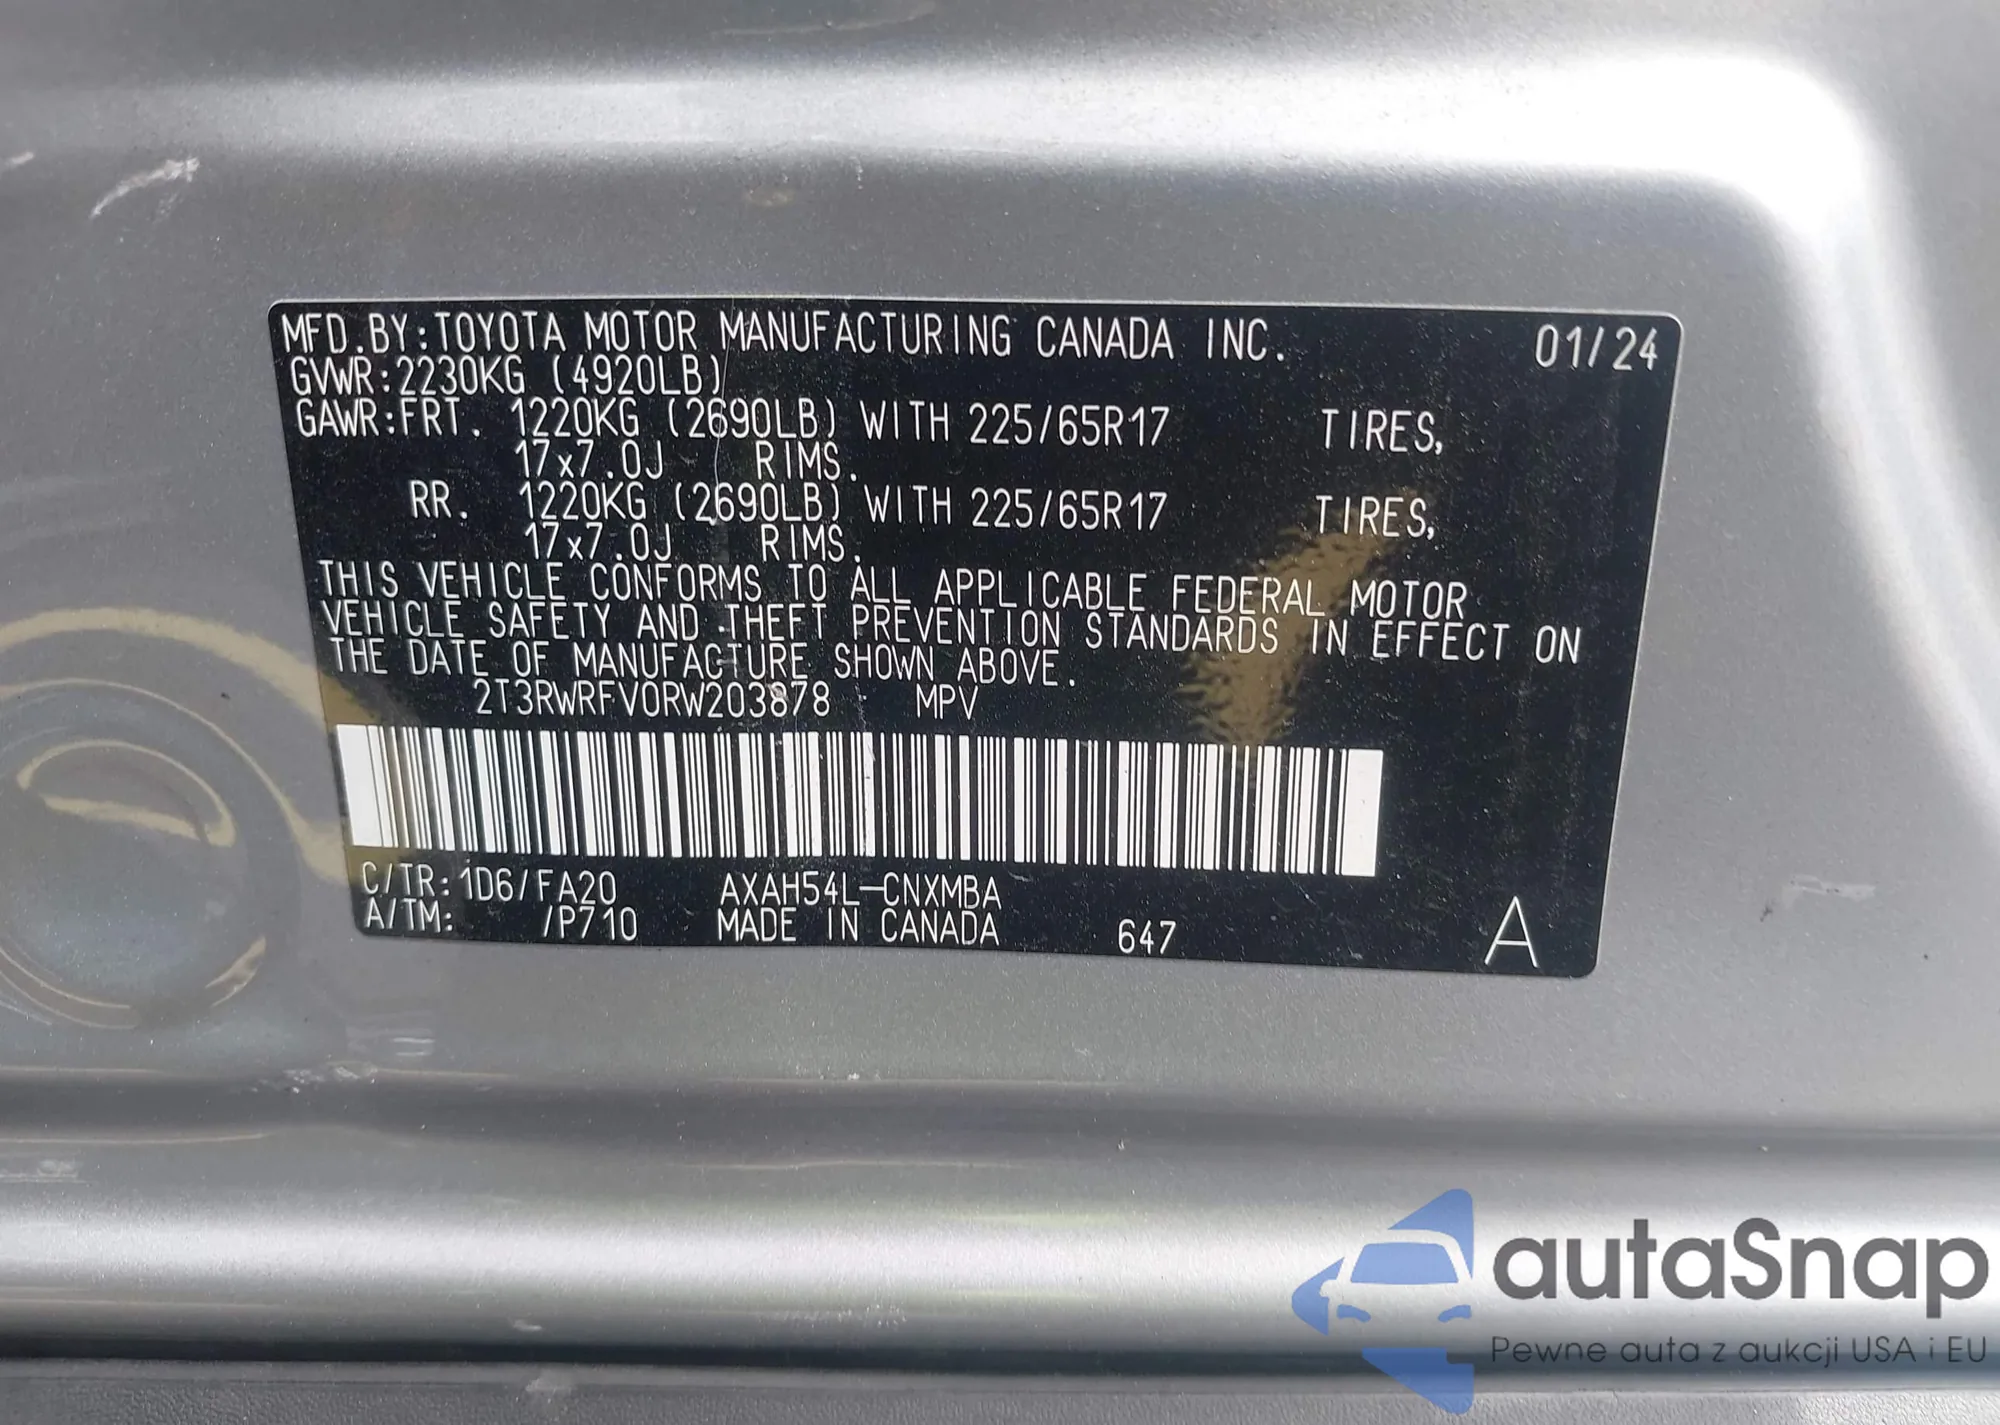 MFD.BY:TOYOTA MOTOR MANUFACTURING CANADA INC. 01/24
GVWR:2230KG (4920LB)
GAWR:FRT. 1220KG (2690LB) WITH 225/65R17 TIRES,
17x7.0J RIMS.
RR. 1220KG (2690LB) WITH 225/65R17 TIRES,
17x7.0J RIMS.
THIS VEHICLE CONFORMS TO ALL APPLICABLE FEDERAL MOTOR
VEHICLE SAFETY AND THEFT PREVENTION STANDARDS IN EFFECT ON
THE DATE OF MANUFACTURE SHOWN ABOVE.
2T3RWRFV0RW203878 MPV
C/TR:1D6/FA20 AXAH54L-CNXMBA
A/TM: /P710 MADE IN CANADA 647 A
autaSnap
Pewne auta z aukcji USA i EU